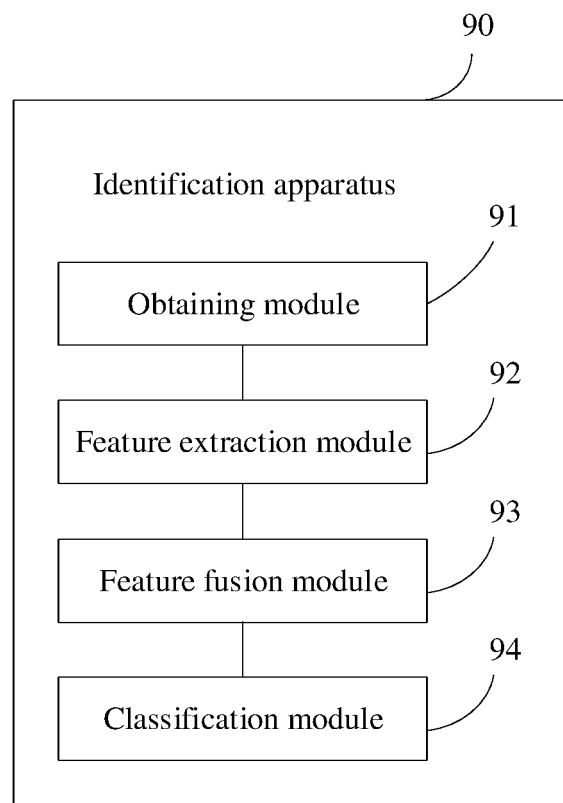 90
Identification apparatus
91
Obtaining module
92
Feature extraction module
93
Feature fusion module
94
Classification module